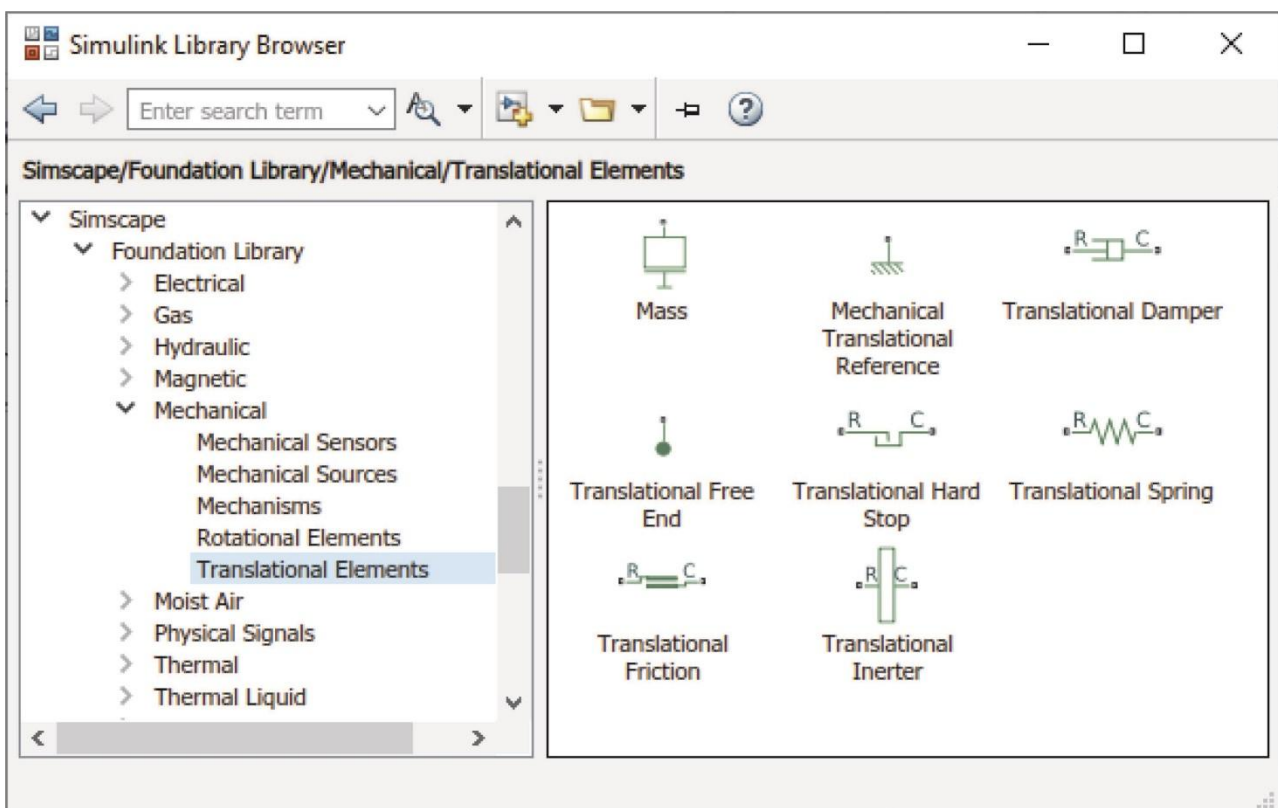 Simulink Library Browser
Enter search term
Simscape/Foundation Library/Mechanical/Translational Elements
Simscape
Foundation Library
Electrical
Gas
Hydraulic
Magnetic
Mechanical
Mechanical Sensors
Mechanical Sources
Mechanisms
Rotational Elements
Translational Elements
Moist Air
Physical Signals
Thermal
Thermal Liquid
Mass
Mechanical
Translational
Reference
R C
Translational Damper
Translational Free
End
R C
Translational Hard
Stop
R C
Translational Spring
R C
Translational
Friction
R C
Translational
Inerter